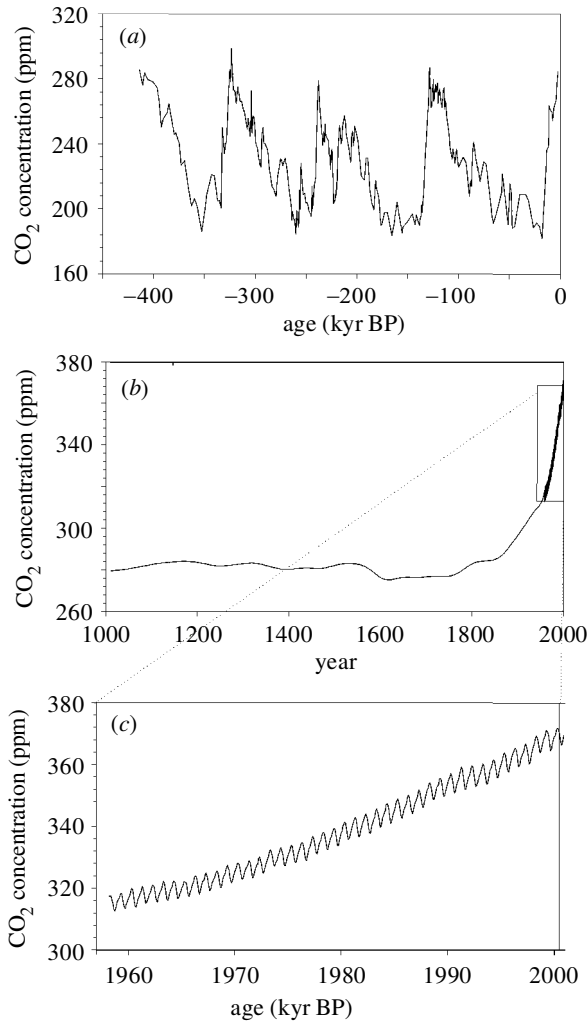 (a)
CO2 concentration (ppm)
320
280
240
200
160
−400 −300 −200 −100 0
age (kyr BP)
(b)
CO2 concentration (ppm)
380
360
300
280
260
1000 1200 1400 1600 1800 2000
year
(c)
CO2 concentration (ppm)
380
360
340
320
300
1960 1970 1980 1990 2000
age (kyr BP)